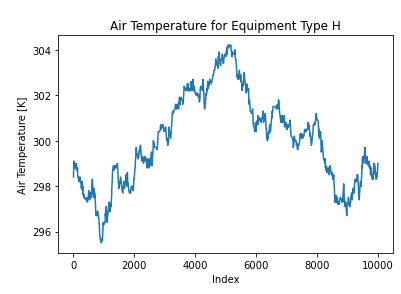 Air Temperature for Equipment Type H
Air Temperature [K]
304
302
300
298
296
0 2000 4000 6000 8000 10000
Index